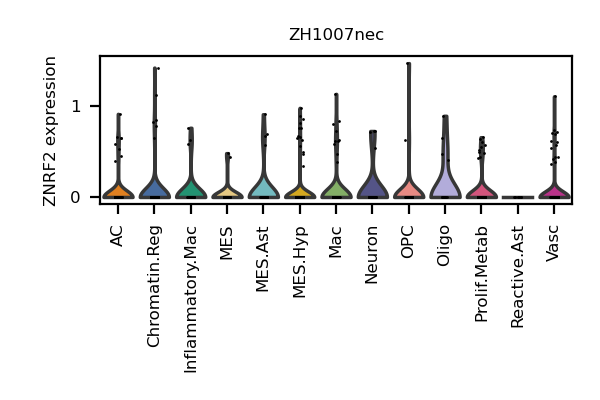 ZH1007nec
ZNRF2 expression
1
0
AC
Chromatin.Reg
Inflammatory.Mac
MES
MES.Ast
MES.Hyp
Mac
Neuron
OPC
Oligo
Prolif.Metab
Reactive.Ast
Vasc